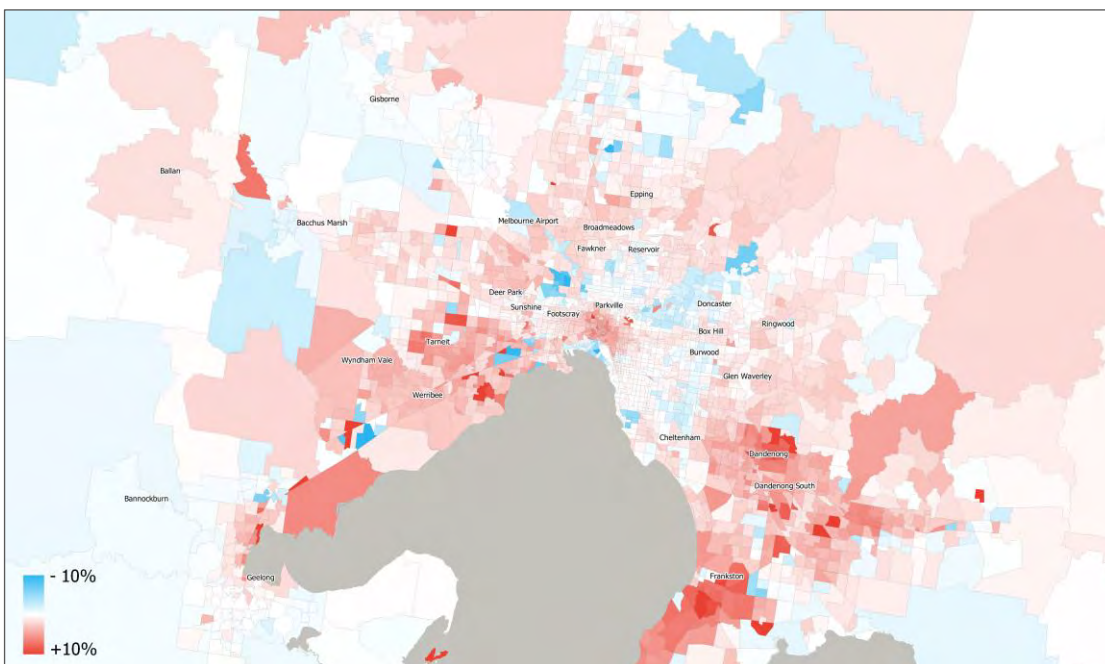 Gisborne
Ballan
Epping
Bacchus Marsh
Melbourne Airport
Broadmeadows
Fawkner
Reservoir
Deer Park
Sunshine
Footscray
Parkville
Doncaster
Box Hill
Ringwood
Tarneit
Burwood
Wyndham Vale
Glen Waverley
Werribee
Cheltenham
Dandenong
Dandenong South
Bannockburn
Geelong
Frankston
- 10%
+10%